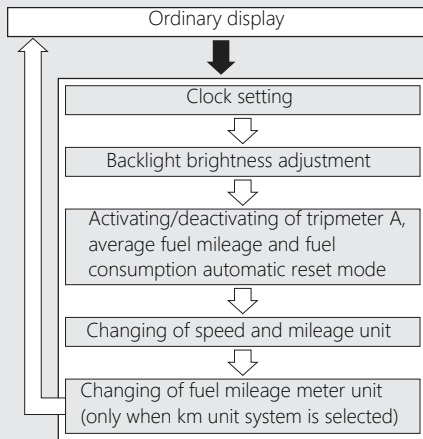 Ordinary display
Clock setting
Backlight brightness adjustment
Activating/deactivating of tripmeter A,
average fuel mileage and fuel
consumption automatic reset mode
Changing of speed and mileage unit
Changing of fuel mileage meter unit
(only when km unit system is selected)